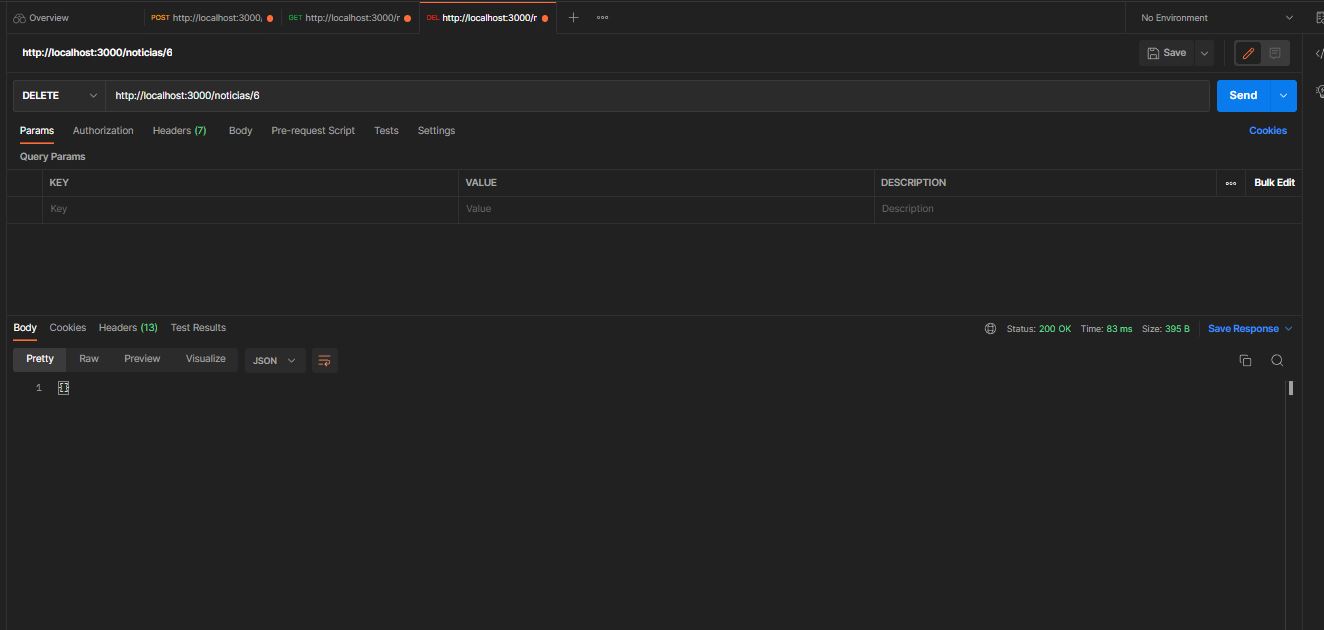 Overview POST http://localhost:3000, GET http://localhost:3000/r DEL http://localhost:3000/r No Environment
http://localhost:3000/noticias/6 Save
DELETE http://localhost:3000/noticias/6 Send
Params Authorization Headers (7) Body Pre-request Script Tests Settings Cookies
Query Params
KEY VALUE DESCRIPTION Bulk Edit
Key Value Description
Body Cookies Headers (13) Test Results Status: 200 OK Time: 83 ms Size: 395 B Save Response
Pretty Raw Preview Visualize JSON
1 {}